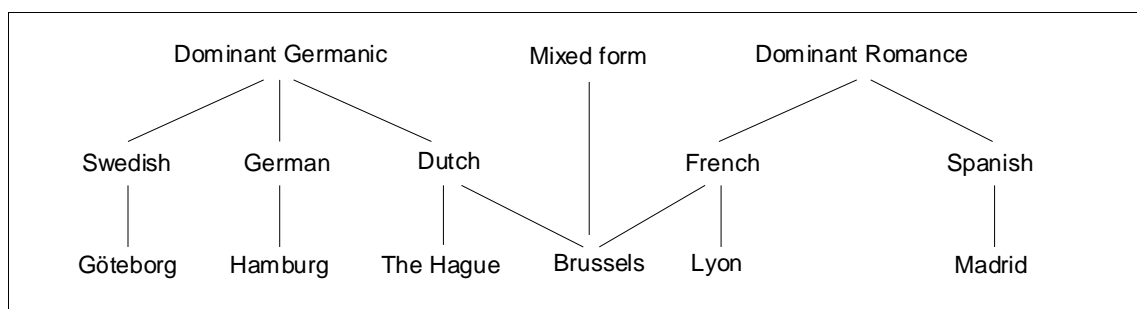 Dominant Germanic Mixed form Dominant Romance
Swedish German Dutch French Spanish
Göteborg Hamburg The Hague Brussels Lyon Madrid